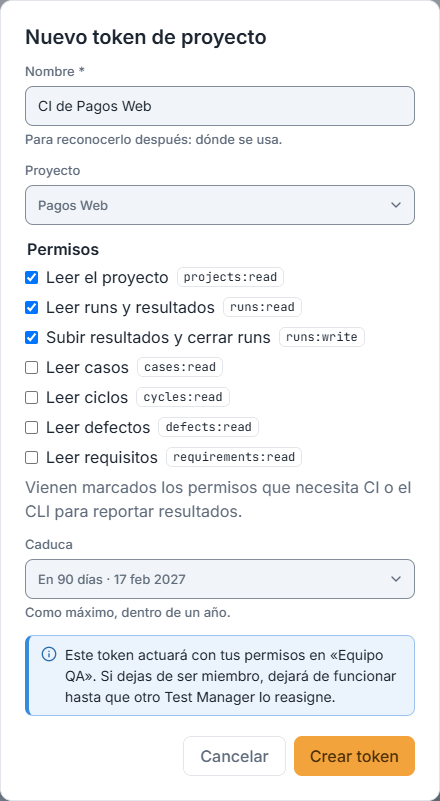 Nuevo token de proyecto
Nombre *
CI de Pagos Web
Para reconocerlo después: dónde se usa.
Proyecto
Pagos Web
Permisos
Leer el proyecto projects:read
Leer runs y resultados runs:read
Subir resultados y cerrar runs runs:write
Leer casos cases:read
Leer ciclos cycles:read
Leer defectos defects:read
Leer requisitos requirements:read
Vienen marcados los permisos que necesita CI o el
CLI para reportar resultados.
Caduca
En 90 días · 17 feb 2027
Como máximo, dentro de un año.
Este token actuará con tus permisos en «Equipo
QA». Si dejas de ser miembro, dejará de funcionar
hasta que otro Test Manager lo reasigne.
Cancelar
Crear token